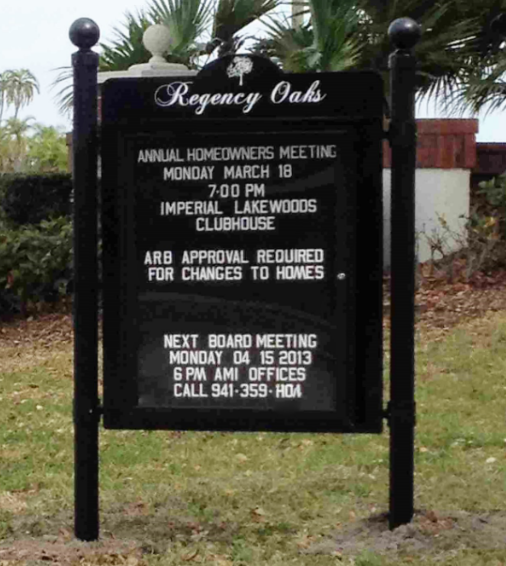 Regency Oaks
ANNUAL HOMEOWNERS MEETING
MONDAY MARCH 18
7:00 PM
IMPERIAL LAKEWOODS
CLUBHOUSE
ARB APPROVAL REQUIRED
FOR CHANGES TO HOMES
NEXT BOARD MEETING
MONDAY 04 15 2013
6 PM AMI OFFICES
CALL 941-359-HOA